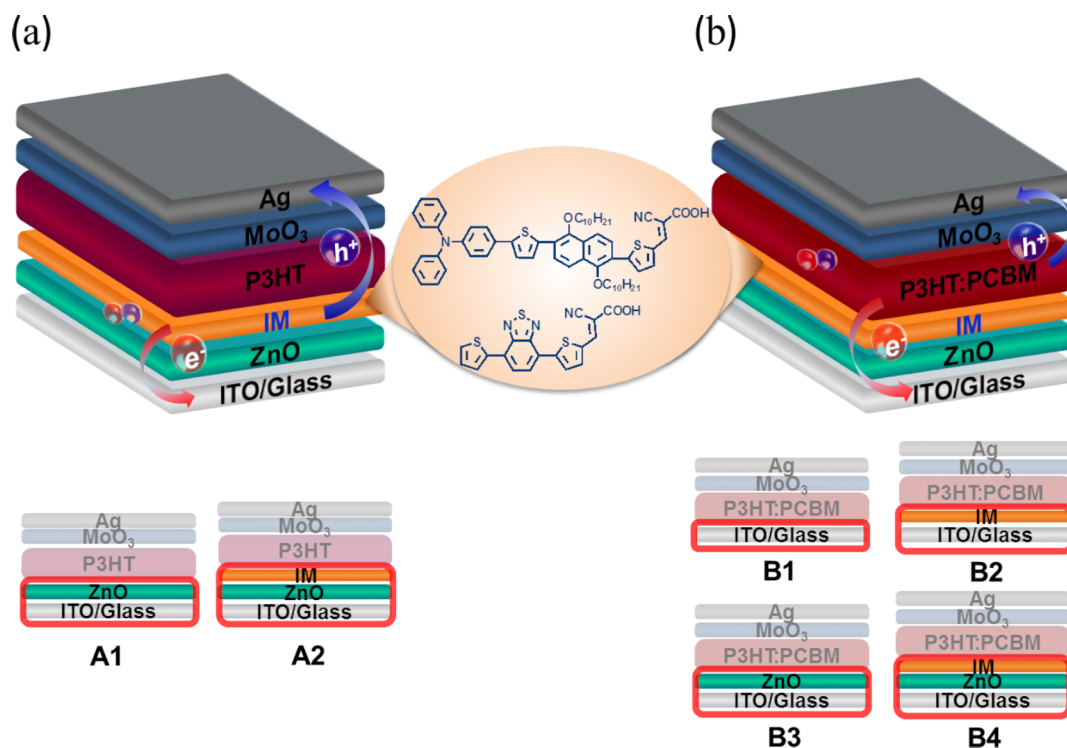 (a)
(b)
Ag
MoO₃
P3HT
IM
ZnO
ITO/Glass
h⁺
e⁻
N
S
OC₁₀H₂₁
OC₁₀H₂₁
S
NC
COOH
S
N
N
S
S
NC
COOH
Ag
MoO₃
P3HT:PCBM
IM
ZnO
ITO/Glass
h⁺
e⁻
Ag
MoO₃
P3HT
ZnO
ITO/Glass
A1
Ag
MoO₃
P3HT
IM
ZnO
ITO/Glass
A2
Ag
MoO₃
P3HT:PCBM
ITO/Glass
B1
Ag
MoO₃
P3HT:PCBM
IM
ITO/Glass
B2
Ag
MoO₃
P3HT:PCBM
ZnO
ITO/Glass
B3
Ag
MoO₃
P3HT:PCBM
IM
ZnO
ITO/Glass
B4